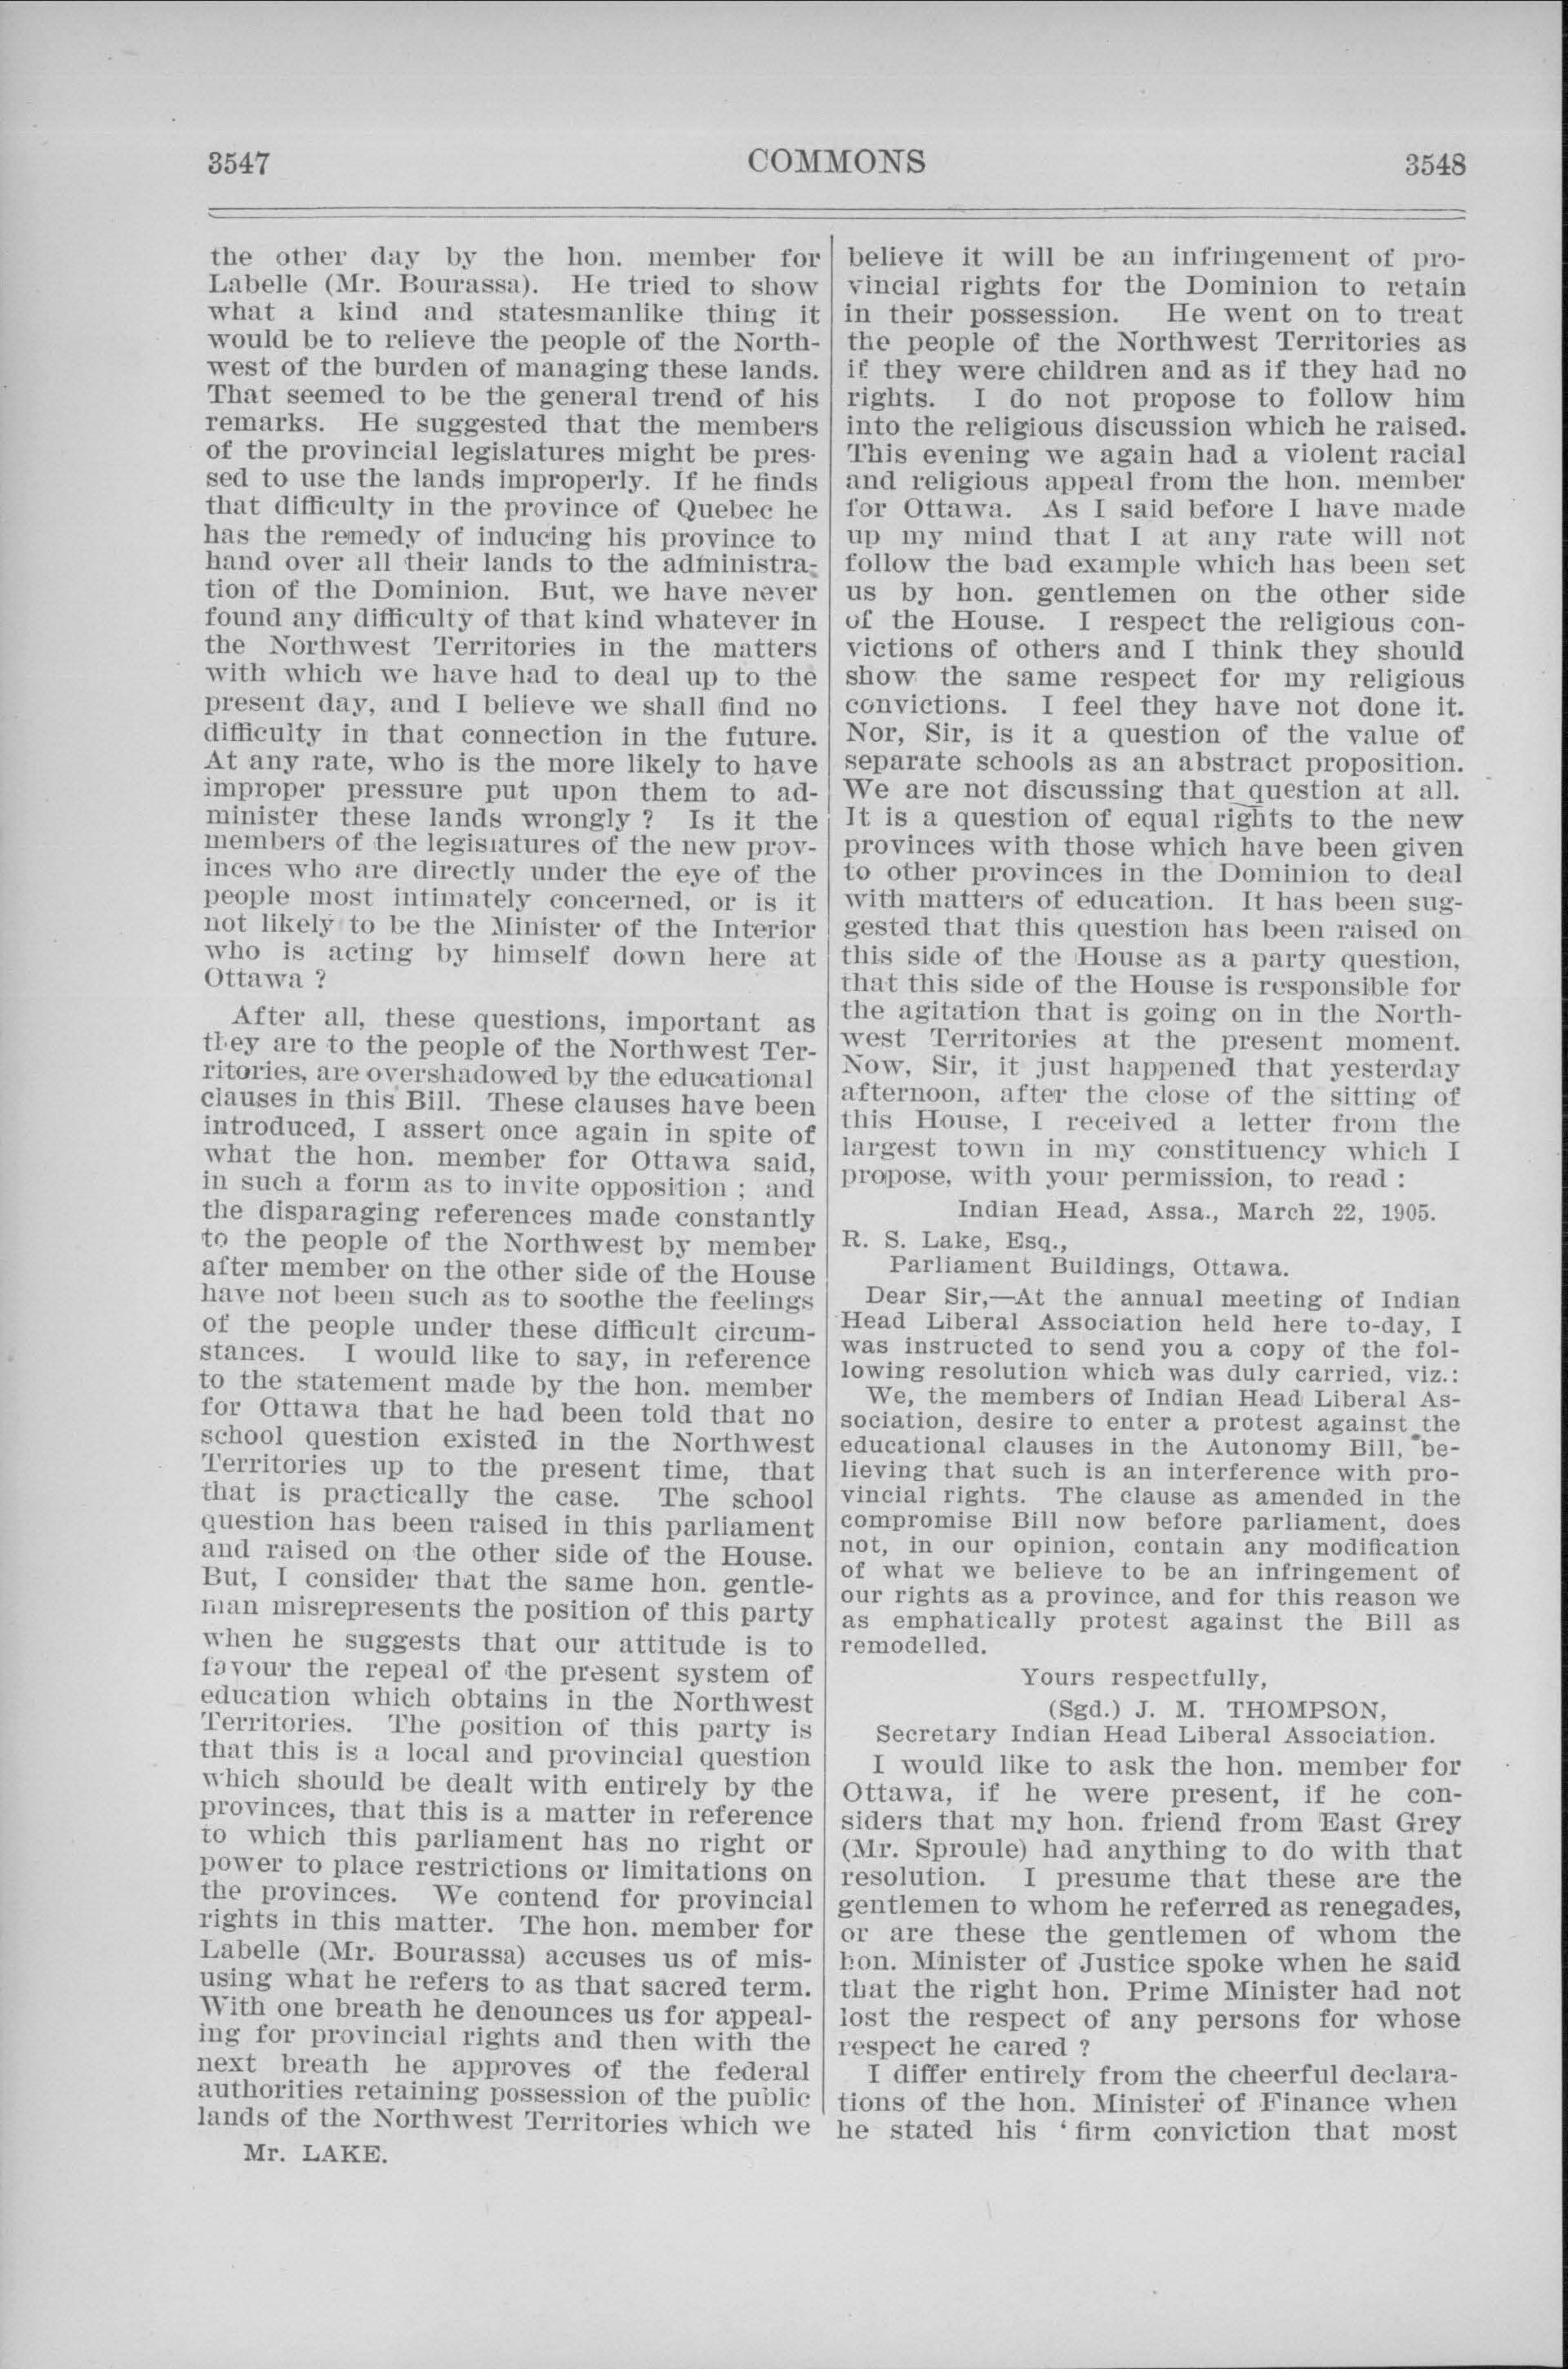 3547 COMMONS 3548
the other day by the hon. member for
Labelle (Mr. Bourassa). He tried to show
what a kind and statesmanlike thing it
would be to relieve the people of the North-
west of the burden of managing these lands.
That seemed to be the general trend of his
remarks. He suggested that the members
of the provincial legislatures might be pres-
sed to use the lands improperly. If he finds
that difficulty in the province of Quebec he
has the remedy of inducing his province to
hand over all their lands to the administra-
tion of the Dominion. But, we have never
found any difficulty of that kind whatever in
the Northwest Territories in the matters
with which we have had to deal up to the
present day, and I believe we shall find no
difficulty in that connection in the future.
At any rate, who is the more likely to have
improper pressure put upon them to ad-
minister these lands wrongly ? Is it the
members of the legislatures of the new prov-
inces who are directly under the eye of the
people most intimately concerned, or is it
not likely to be the Minister of the Interior
who is acting by himself down here at
Ottawa ?
After all, these questions, important as
they are to the people of the Northwest Ter-
ritories, are overshadowed by the educational
clauses in this Bill. These clauses have been
introduced, I assert once again in spite of
what the hon. member for Ottawa said,
in such a form as to invite opposition ; and
the disparaging references made constantly
to the people of the Northwest by member
after member on the other side of the House
have not been such as to soothe the feelings
of the people under these difficult circum-
stances. I would like to say, in reference
to the statement made by the hon. member
for Ottawa that he had been told that no
school question existed in the Northwest
Territories up to the present time, that
that is practically the case. The school
question has been raised in this parliament
and raised on the other side of the House.
But, I consider that the same hon. gentle-
man misrepresents the position of this party
when he suggests that our attitude is to
favour the repeal of the present system of
education which obtains in the Northwest
Territories. The position of this party is
that this is a local and provincial question
which should be dealt with entirely by the
provinces, that this is a matter in reference
to which this parliament has no right or
power to place restrictions or limitations on
the provinces. We contend for provincial
rights in this matter. The hon. member for
Labelle (Mr. Bourassa) accuses us of mis-
using what he refers to as that sacred term.
With one breath he denounces us for appeal-
ing for provincial rights and then with the
next breath he approves of the federal
authorities retaining possession of the public
lands of the Northwest Territories which we
Mr. LAKE.
believe it will be an infringement of pro-
vincial rights for the Dominion to retain
in their possession. He went on to treat
the people of the Northwest Territories as
if they were children and as if they had no
rights. I do not propose to follow him
into the religious discussion which he raised.
This evening we again had a violent racial
and religious appeal from the hon. member
for Ottawa. As I said before I have made
up my mind that I at any rate will not
follow the bad example which has been set
us by hon. gentlemen on the other side
of the House. I respect the religious con-
victions of others and I think they should
show the same respect for my religious
convictions. I feel they have not done it.
Nor, Sir, is it a question of the value of
separate schools as an abstract proposition.
We are not discussing that question at all.
It is a question of equal rights to the new
provinces with those which have been given
to other provinces in the Dominion to deal
with matters of education. It has been sug-
gested that this question has been raised on
this side of the House as a party question,
that this side of the House is responsible for
the agitation that is going on in the North-
west Territories at the present moment.
Now, Sir, it just happened that yesterday
afternoon, after the close of the sitting of
this House, I received a letter from the
largest town in my constituency which I
propose, with your permission, to read :
Indian Head, Assa., March 22, 1905.
R. S. Lake, Esq.,
Parliament Buildings, Ottawa.
Dear Sir,—At the annual meeting of Indian
Head Liberal Association held here to-day, I
was instructed to send you a copy of the fol-
lowing resolution which was duly carried, viz.:
We, the members of Indian Head Liberal As-
sociation, desire to enter a protest against the
educational clauses in the Autonomy Bill, be-
lieving that such is an interference with pro-
vincial rights. The clause as amended in the
compromise Bill now before parliament, does
not, in our opinion, contain any modification
of what we believe to be an infringement of
our rights as a province, and for this reason we
as emphatically protest against the Bill as
remodelled.
Yours respectfully,
(Sgd.) J. M. THOMPSON,
Secretary Indian Head Liberal Association.
I would like to ask the hon. member for
Ottawa, if he were present, if he con-
siders that my hon. friend from East Grey
(Mr. Sproule) had anything to do with that
resolution. I presume that these are the
gentlemen to whom he referred as renegades,
or are these the gentlemen of whom the
hon. Minister of Justice spoke when he said
that the right hon. Prime Minister had not
lost the respect of any persons for whose
respect he cared ?
I differ entirely from the cheerful declara-
tions of the hon. Minister of Finance when
he stated his ‘ firm conviction that most